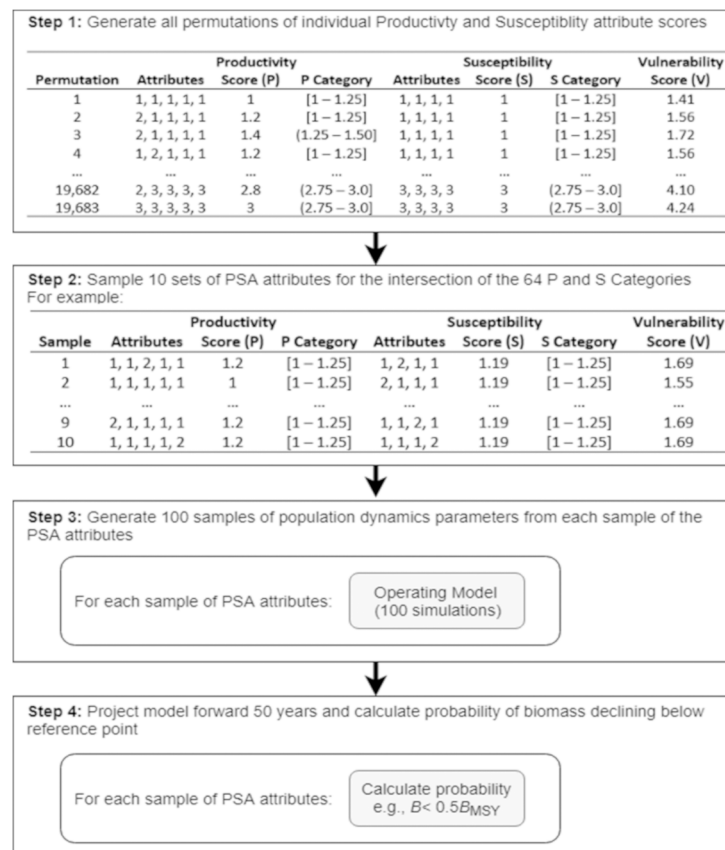 Step 1: Generate all permutations of individual Productivty and Susceptiblity attribute scores
Productivity Susceptibility Vulnerability
Permutation Attributes Score (P) P Category Attributes Score (S) S Category Score (V)
1 1, 1, 1, 1, 1 1 [1 – 1.25] 1, 1, 1, 1 1 [1 – 1.25] 1.41
2 2, 1, 1, 1, 1 1.2 [1 – 1.25] 1, 1, 1, 1 1 [1 – 1.25] 1.56
3 2, 1, 1, 1, 1 1.4 (1.25 – 1.50] 1, 1, 1, 1 1 [1 – 1.25] 1.72
4 1, 2, 1, 1, 1 1.2 [1 – 1.25] 1, 1, 1, 1 1 [1 – 1.25] 1.56
... ... ... ... ... ... ... ...
19,682 2, 3, 3, 3, 3 2.8 (2.75 – 3.0] 3, 3, 3, 3 3 (2.75 – 3.0] 4.10
19,683 3, 3, 3, 3, 3 3 (2.75 – 3.0] 3, 3, 3, 3 3 (2.75 – 3.0] 4.24
Step 2: Sample 10 sets of PSA attributes for the intersection of the 64 P and S Categories
For example:
Productivity Susceptibility Vulnerability
Sample Attributes Score (P) P Category Attributes Score (S) S Category Score (V)
1 1, 1, 2, 1, 1 1.2 [1 – 1.25] 1, 2, 1, 1 1.19 [1 – 1.25] 1.69
2 1, 1, 1, 1, 1 1 [1 – 1.25] 2, 1, 1, 1 1.19 [1 – 1.25] 1.55
... ... ... ... ... ... ... ...
9 2, 1, 1, 1, 1 1.2 [1 – 1.25] 1, 1, 2, 1 1.19 [1 – 1.25] 1.69
10 1, 1, 1, 1, 2 1.2 [1 – 1.25] 1, 1, 1, 2 1.19 [1 – 1.25] 1.69
Step 3: Generate 100 samples of population dynamics parameters from each sample of the
PSA attributes
For each sample of PSA attributes:
Operating Model
(100 simulations)
Step 4: Project model forward 50 years and calculate probability of biomass declining below
reference point
For each sample of PSA attributes:
Calculate probability
e.g., B< 0.5BMSY